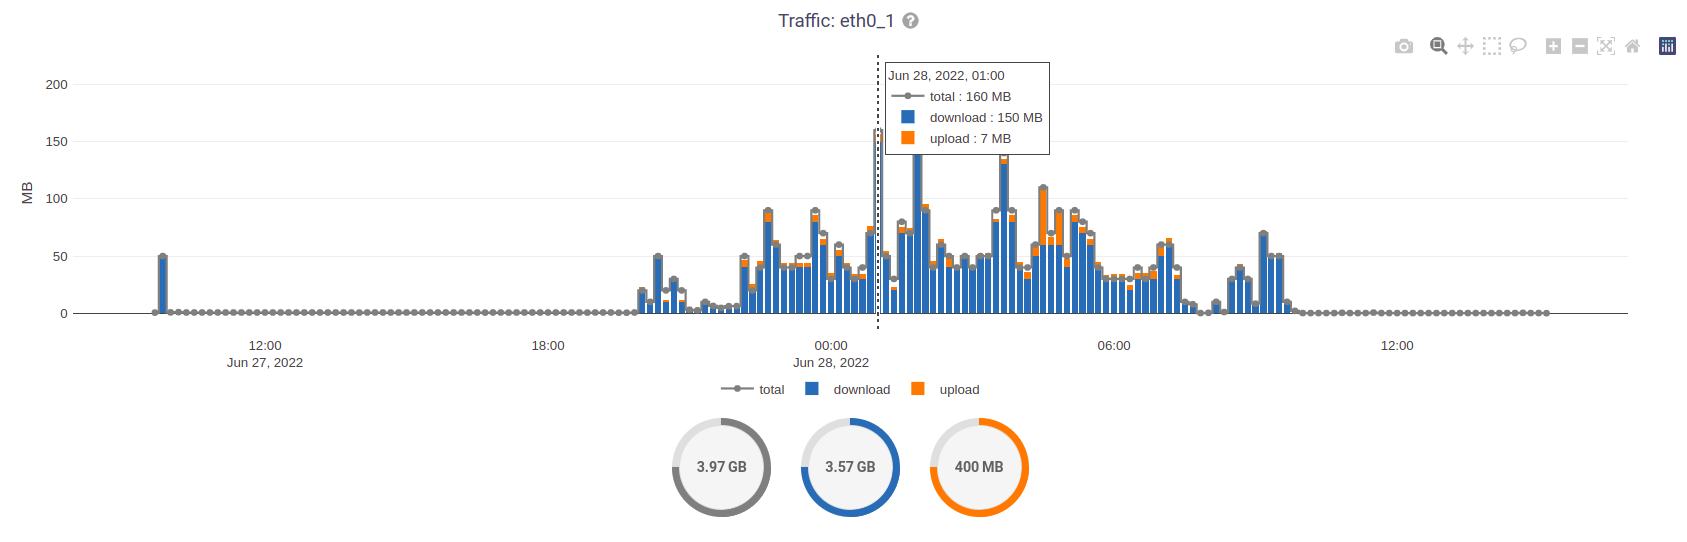 Traffic: eth0_1 ?
Jun 28, 2022, 01:00
total : 160 MB
download : 150 MB
upload : 7 MB
MB
200
150
100
50
0
12:00 18:00 00:00 06:00 12:00
Jun 27, 2022 Jun 28, 2022
total download upload
3.97 GB 3.57 GB 400 MB